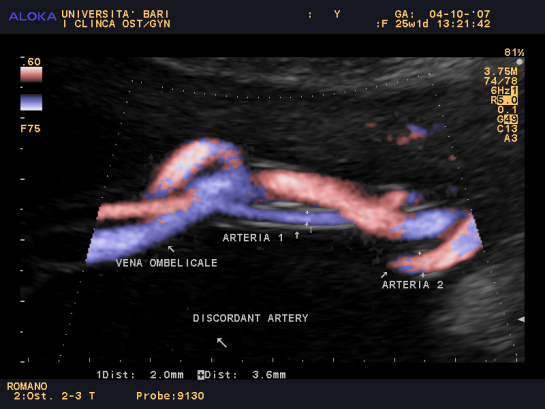 ALOKA UNIVERSITA' BARI : Y GA: 04-10-'07
I CLINCA OST/GYN :F 25w1d 13:21:42
81%
.60
3.75M
74/78
6Hz1
R5.0
0.1
G49
C13
A3
F75
ARTERIA 1
VENA OMBELICALE
ARTERIA 2
DISCORDANT ARTERY
1Dist: 2.0mm +Dist: 3.6mm
ROMANO
2:Ost. 2-3 T Probe:9130